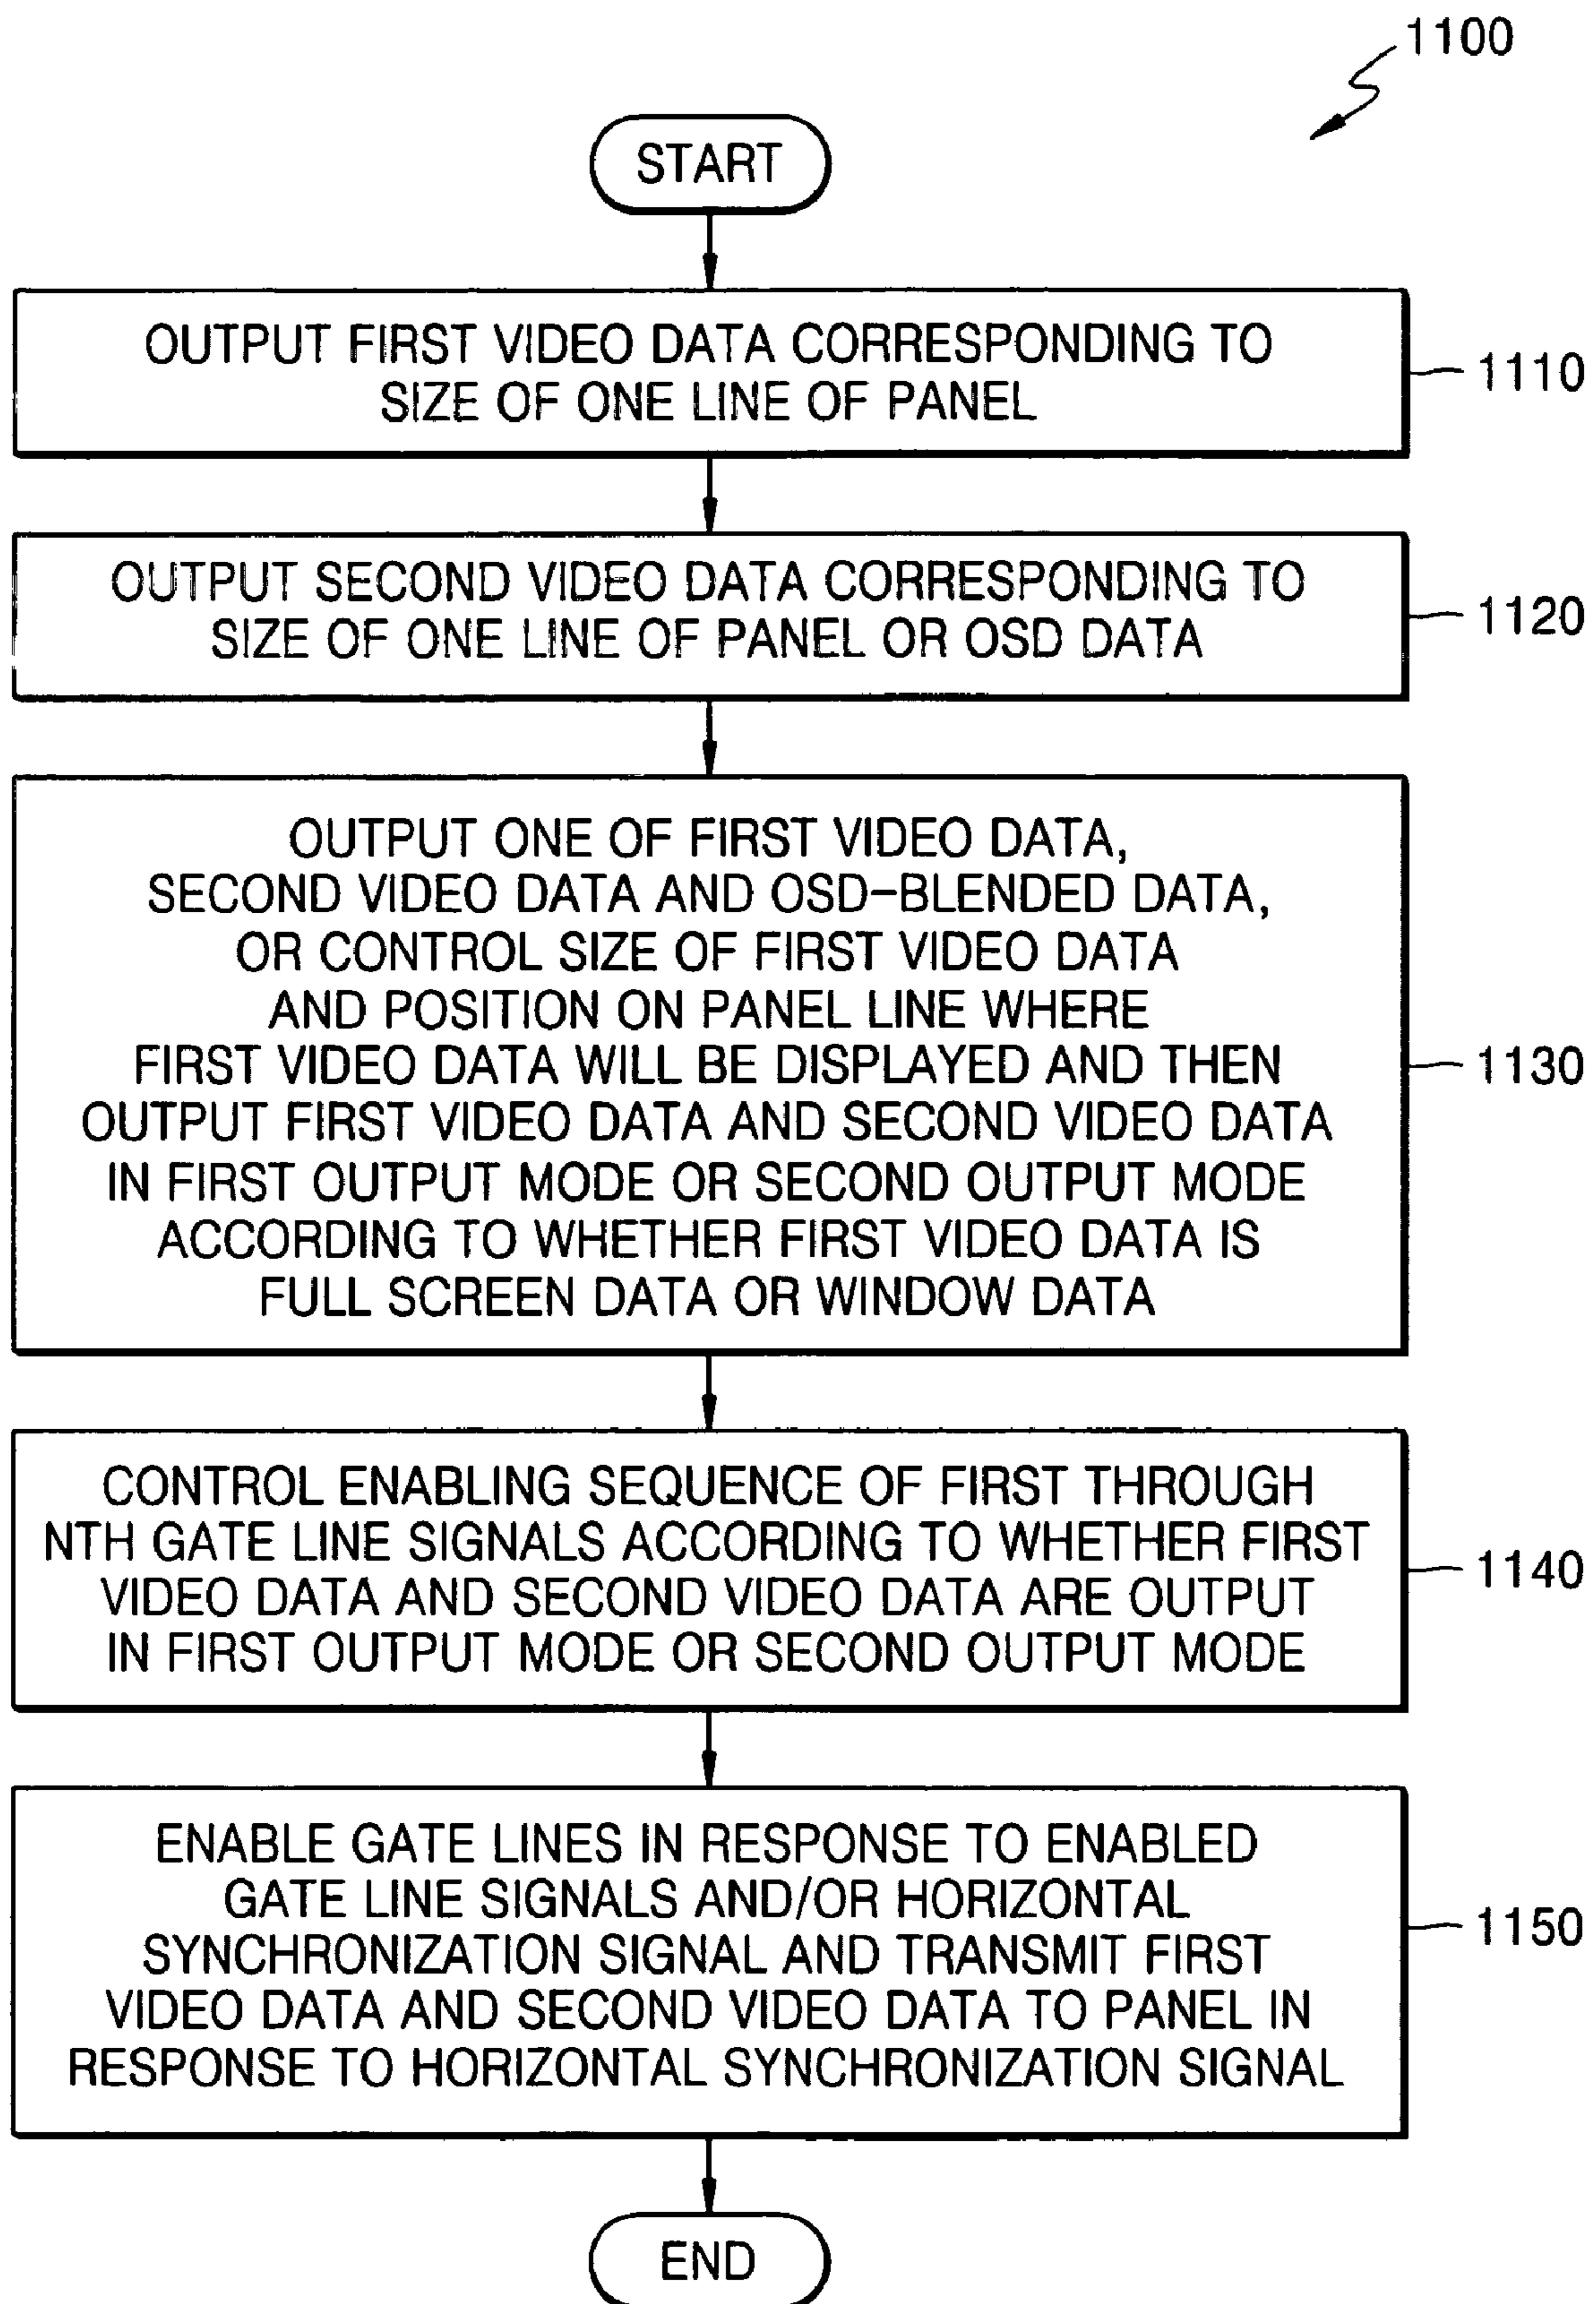 1100
START
OUTPUT FIRST VIDEO DATA CORRESPONDING TO
SIZE OF ONE LINE OF PANEL
1110
OUTPUT SECOND VIDEO DATA CORRESPONDING TO
SIZE OF ONE LINE OF PANEL OR OSD DATA
1120
OUTPUT ONE OF FIRST VIDEO DATA,
SECOND VIDEO DATA AND OSD-BLENDED DATA,
OR CONTROL SIZE OF FIRST VIDEO DATA
AND POSITION ON PANEL LINE WHERE
FIRST VIDEO DATA WILL BE DISPLAYED AND THEN
OUTPUT FIRST VIDEO DATA AND SECOND VIDEO DATA
IN FIRST OUTPUT MODE OR SECOND OUTPUT MODE
ACCORDING TO WHETHER FIRST VIDEO DATA IS
FULL SCREEN DATA OR WINDOW DATA
1130
CONTROL ENABLING SEQUENCE OF FIRST THROUGH
NTH GATE LINE SIGNALS ACCORDING TO WHETHER FIRST
VIDEO DATA AND SECOND VIDEO DATA ARE OUTPUT
IN FIRST OUTPUT MODE OR SECOND OUTPUT MODE
1140
ENABLE GATE LINES IN RESPONSE TO ENABLED
GATE LINE SIGNALS AND/OR HORIZONTAL
SYNCHRONIZATION SIGNAL AND TRANSMIT FIRST
VIDEO DATA AND SECOND VIDEO DATA TO PANEL IN
RESPONSE TO HORIZONTAL SYNCHRONIZATION SIGNAL
1150
END